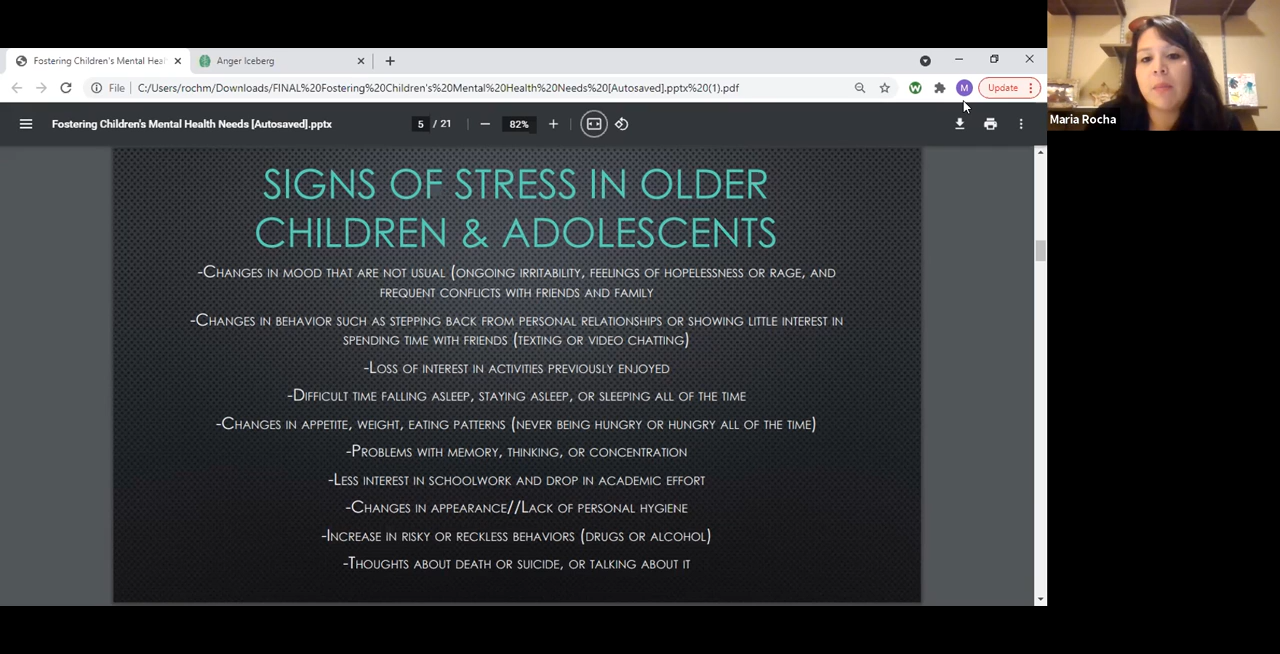 Fostering Children's Mental Hea
Anger Iceberg
File
C:/Users/rochm/Downloads/FINAL%20Fostering%20Children's%20Mental%20Health%20Needs%20[Autosaved].pptx%20(1).pdf
M
Update
Maria Rocha
Fostering Children's Mental Health Needs [Autosaved].pptx
5 / 21
82%
SIGNS OF STRESS IN OLDER
CHILDREN & ADOLESCENTS
-Changes in mood that are not usual (ongoing irritability, feelings of hopelessness or rage, and
frequent conflicts with friends and family
-Changes in behavior such as stepping back from personal relationships or showing little interest in
spending time with friends (texting or video chatting)
-Loss of interest in activities previously enjoyed
-Difficult time falling asleep, staying asleep, or sleeping all of the time
-Changes in appetite, weight, eating patterns (never being hungry or hungry all of the time)
-Problems with memory, thinking, or concentration
-Less interest in schoolwork and drop in academic effort
-Changes in appearance//Lack of personal hygiene
-Increase in risky or reckless behaviors (drugs or alcohol)
-Thoughts about death or suicide, or talking about it